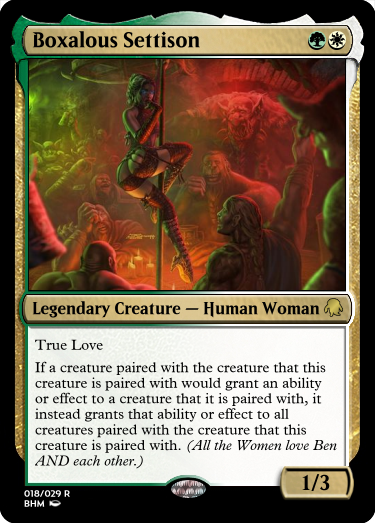 Boxalous Settison
Legendary Creature — Human Woman
True Love
If a creature paired with the creature that this
creature is paired with would grant an ability
or effect to a creature that it is paired with, it
instead grants that ability or effect to all
creatures paired with the creature that this
creature is paired with. (All the Women love Ben
AND each other.)
1/3
018/029 R
BHM